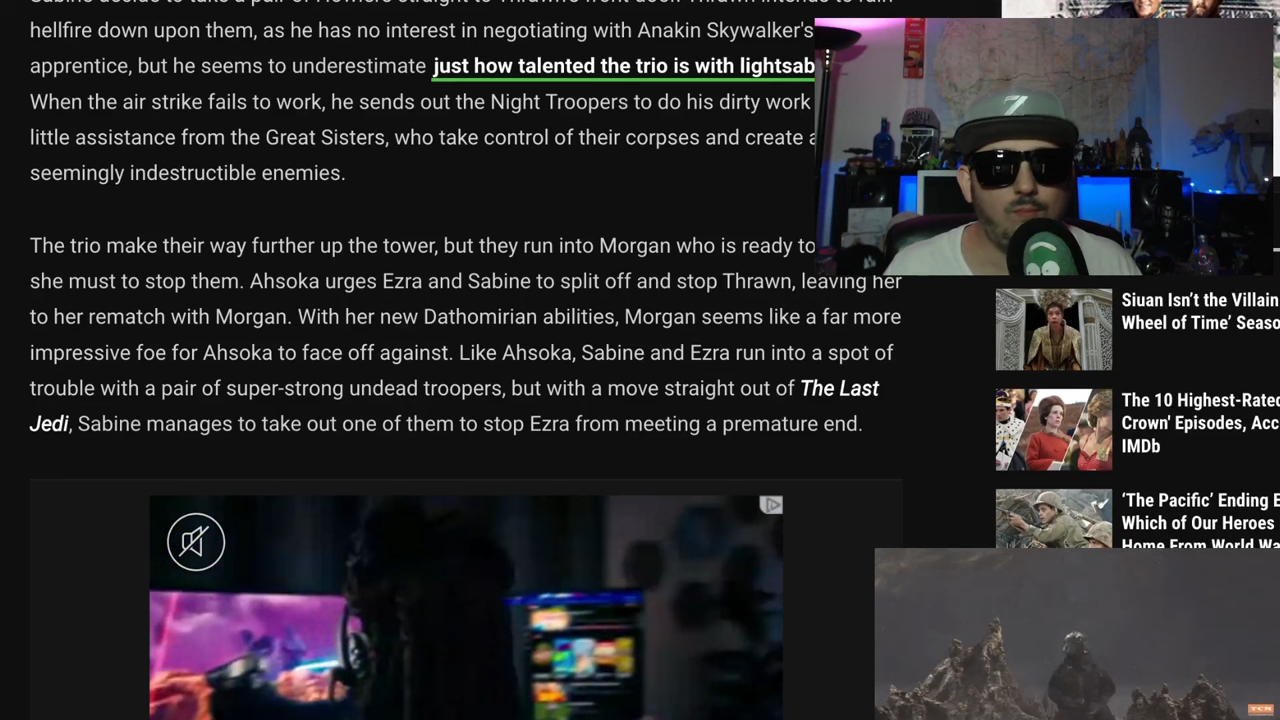 hellfire down upon them, as he has no interest in negotiating with Anakin Skywalker's
apprentice, but he seems to underestimate just how talented the trio is with lightsab
When the air strike fails to work, he sends out the Night Troopers to do his dirty work
little assistance from the Great Sisters, who take control of their corpses and create a
seemingly indestructible enemies.
The trio make their way further up the tower, but they run into Morgan who is ready to
she must to stop them. Ahsoka urges Ezra and Sabine to split off and stop Thrawn, leaving her
to her rematch with Morgan. With her new Dathomirian abilities, Morgan seems like a far more
impressive foe for Ahsoka to face off against. Like Ahsoka, Sabine and Ezra run into a spot of
trouble with a pair of super-strong undead troopers, but with a move straight out of The Last
Jedi, Sabine manages to take out one of them to stop Ezra from meeting a premature end.
Siuan Isn't the Villain
Wheel of Time' Seaso
The 10 Highest-Rated
Crown' Episodes, Acc
IMDb
'The Pacific' Ending E
Which of Our Heroes
Home From World Wa
TCM